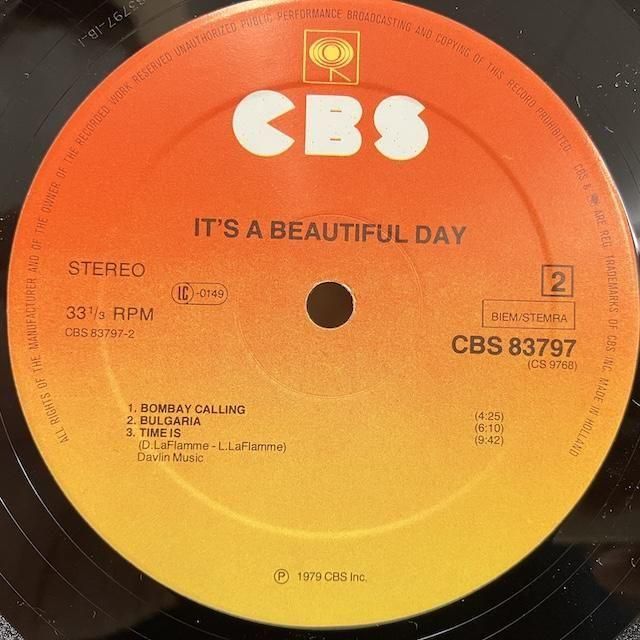 ALL RIGHTS OF THE MANUFACTURER AND OF THE OWNER OF THE RECORDED WORK RESERVED UNAUTHORIZED PUBLIC PERFORMANCE BROADCASTING AND COPYING OF THIS RECORD PROHIBITED. CBS & ARE REG. TRADEMARKS OF CBS INC. MADE IN HOLLAND
CBS
IT'S A BEAUTIFUL DAY
STEREO
LC -0149
2
33 1/3 RPM
BIEM/STEMRA
CBS 83797-2
CBS 83797
(CS 9768)
1. BOMBAY CALLING (4:25)
2. BULGARIA (6:10)
3. TIME IS (9:42)
(D.LaFlamme - L.LaFlamme)
Davlin Music
℗ 1979 CBS Inc.